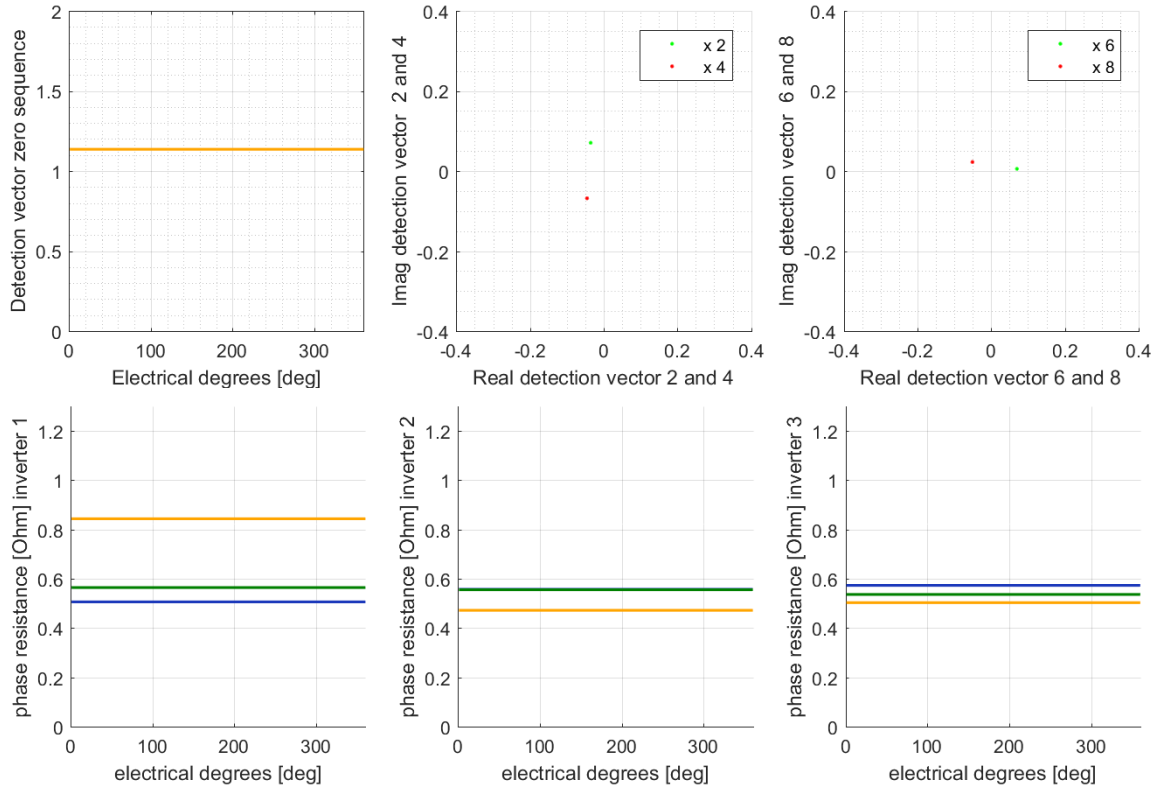 Detection vector zero sequence
2
1.5
1
0.5
0
0 100 200 300
Electrical degrees [deg]
Imag detection vector  2 and 4
0.4
0.2
0
-0.2
-0.4
-0.4 -0.2 0 0.2 0.4
Real detection vector 2 and 4
x 2
x 4
Imag detection vector  6 and 8
0.4
0.2
0
-0.2
-0.4
-0.4 -0.2 0 0.2 0.4
Real detection vector 6 and 8
x 6
x 8
phase resistance [Ohm] inverter 1
1.2
1
0.8
0.6
0.4
0.2
0
0 100 200 300
electrical degrees [deg]
phase resistance [Ohm] inverter 2
1.2
1
0.8
0.6
0.4
0.2
0
0 100 200 300
electrical degrees [deg]
phase resistance [Ohm] inverter 3
1.2
1
0.8
0.6
0.4
0.2
0
0 100 200 300
electrical degrees [deg]